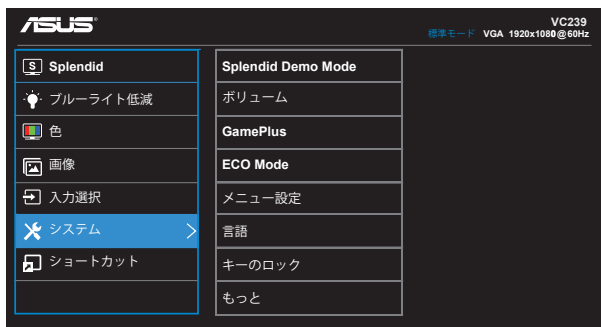 ASUS
VC239
標準モード VGA 1920x1080@60Hz
S Splendid
ブルーライト低減
色
画像
入力選択
システム
ショートカット
Splendid Demo Mode
ボリューム
GamePlus
ECO Mode
メニュー設定
言語
キーのロック
もっと